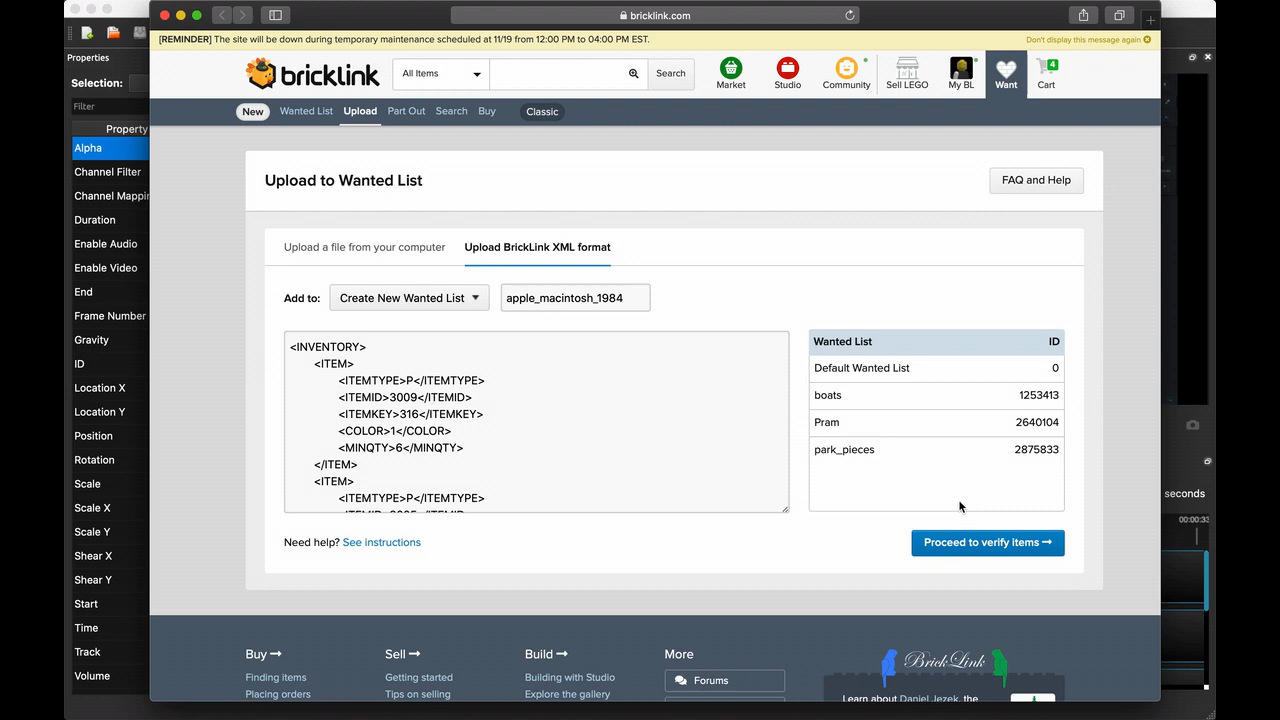 bricklink.com
[REMINDER] The site will be down during temporary maintenance scheduled at 11/19 from 12:00 PM to 04:00 PM EST.
Don't display this message again
bricklink
All Items
Search
Market
Studio
Community
Sell LEGO
My BL
Want
4
Cart
New
Wanted List
Upload
Part Out
Search
Buy
Classic
Upload to Wanted List
FAQ and Help
Upload a file from your computer
Upload BrickLink XML format
Add to:
Create New Wanted List
apple_macintosh_1984
<INVENTORY>
<ITEM>
<ITEMTYPE>P</ITEMTYPE>
<ITEMID>3009</ITEMID>
<ITEMKEY>316</ITEMKEY>
<COLOR>1</COLOR>
<MINQTY>6</MINQTY>
</ITEM>
<ITEM>
<ITEMTYPE>P</ITEMTYPE>
Wanted List ID
Default Wanted List 0
boats 1253413
Pram 2640104
park_pieces 2875833
Need help? See instructions
Proceed to verify items
Buy
Finding items
Placing orders
Sell
Getting started
Tips on selling
Build
Building with Studio
Explore the gallery
More
Forums
BrickLink
Learn about Daniel Jezek, the
Properties
Selection:
Filter
Property
Alpha
Channel Filter
Channel Mappin
Duration
Enable Audio
Enable Video
End
Frame Number
Gravity
ID
Location X
Location Y
Position
Rotation
Scale
Scale X
Scale Y
Shear X
Shear Y
Start
Time
Track
Volume
seconds
00:00:33